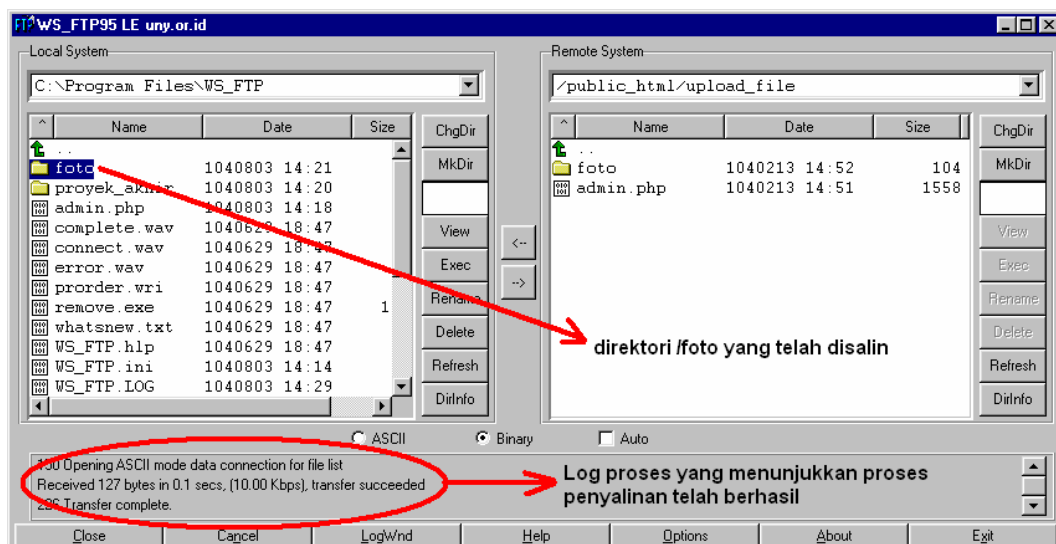 WS_FTP95 LE uny.or.id
Local System
C:\Program Files\WS_FTP
^ Name Date Size
..
foto 1040803 14:21
proyek_akhir 1040803 14:20
admin.php 1040803 14:18
complete.wav 1040629 18:47
connect.wav 1040629 18:47
error.wav 1040629 18:47
prorder.wri 1040629 18:47
remove.exe 1040629 18:47 1
whatsnew.txt 1040629 18:47
WS_FTP.hlp 1040629 18:47
WS_FTP.ini 1040803 14:14
WS_FTP.LOG 1040803 14:29
ChgDir
MkDir
View
Exec
Rename
Delete
Refresh
DirInfo
<--
-->
Remote System
/public_html/upload_file
^ Name Date Size
..
foto 1040213 14:52 104
admin.php 1040213 14:51 1558
direktori /foto yang telah disalin
ChgDir
MkDir
View
Exec
Rename
Delete
Refresh
DirInfo
ASCII Binary Auto
150 Opening ASCII mode data connection for file list
Received 127 bytes in 0.1 secs, (10.00 Kbps), transfer succeeded
226 Transfer complete.
Log proses yang menunjukkan proses
penyalinan telah berhasil
Close Cancel LogWnd Help Options About Exit